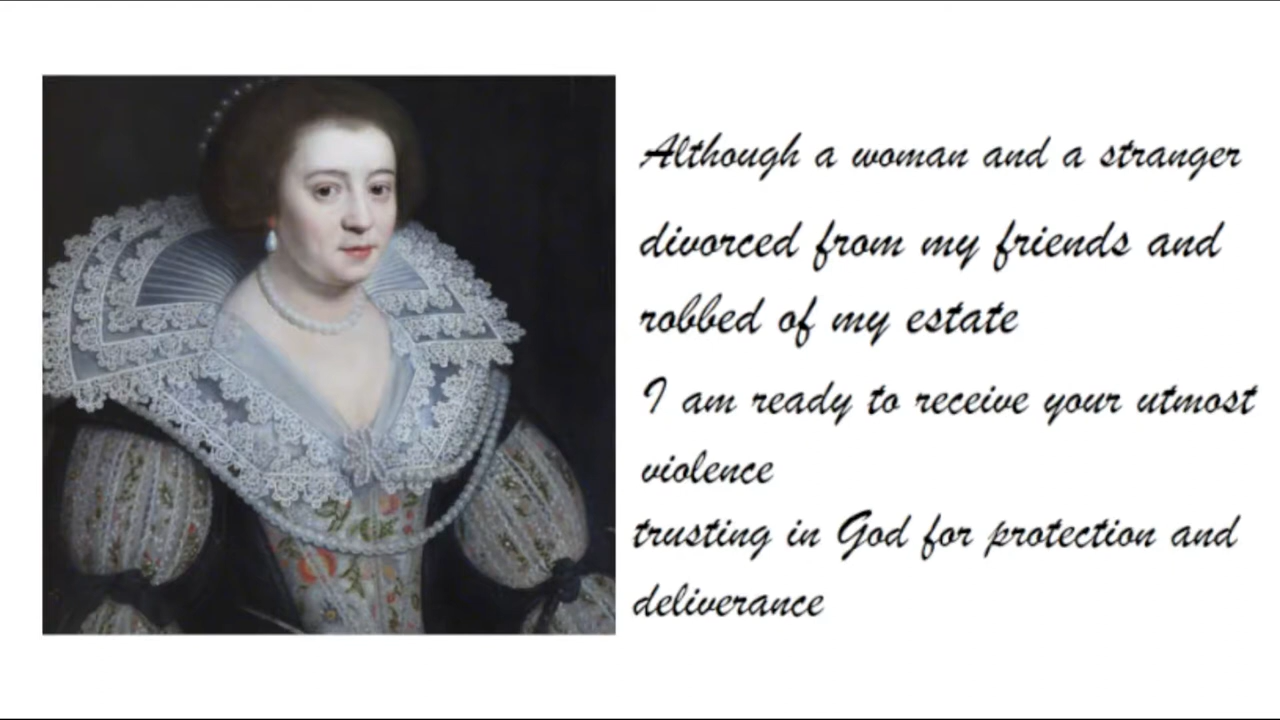 Although a woman and a stranger
divorced from my friends and
robbed of my estate
I am ready to receive your utmost
violence
trusting in God for protection and
deliverance